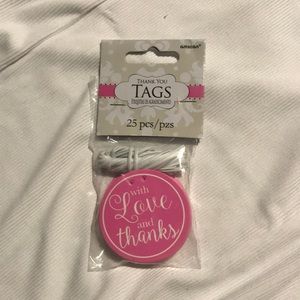 amscan
THANK YOU
TAGS
25 pcs/pzs
with
Love
and
thanks